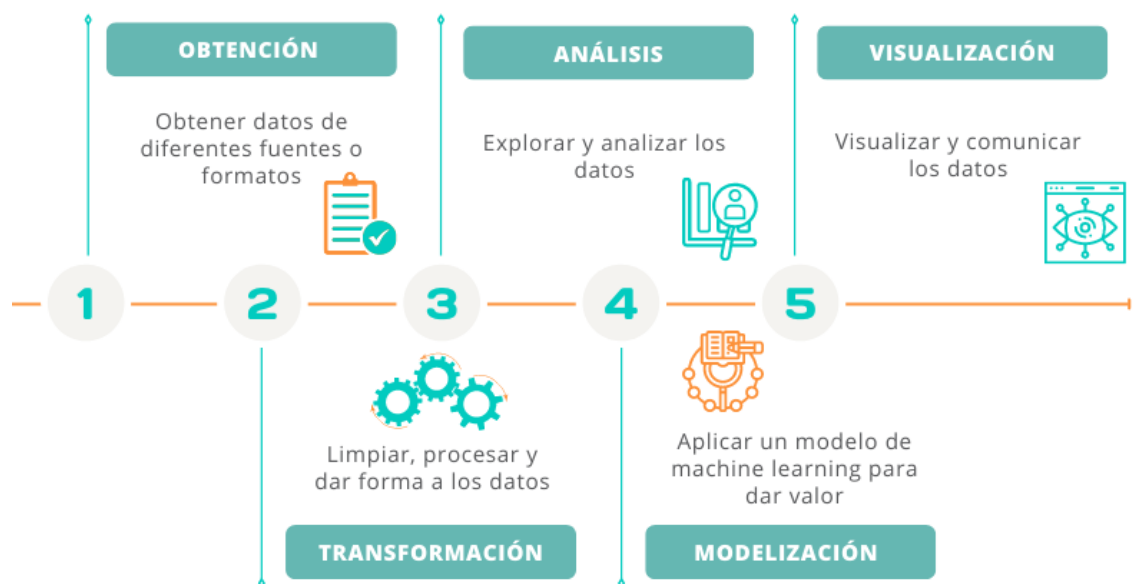 OBTENCIÓN
Obtener datos de
diferentes fuentes o
formatos
ANÁLISIS
Explorar y analizar los
datos
VISUALIZACIÓN
Visualizar y comunicar
los datos
1
2
3
4
5
Limpiar, procesar y
dar forma a los datos
TRANSFORMACIÓN
Aplicar un modelo de
machine learning para
dar valor
MODELIZACIÓN